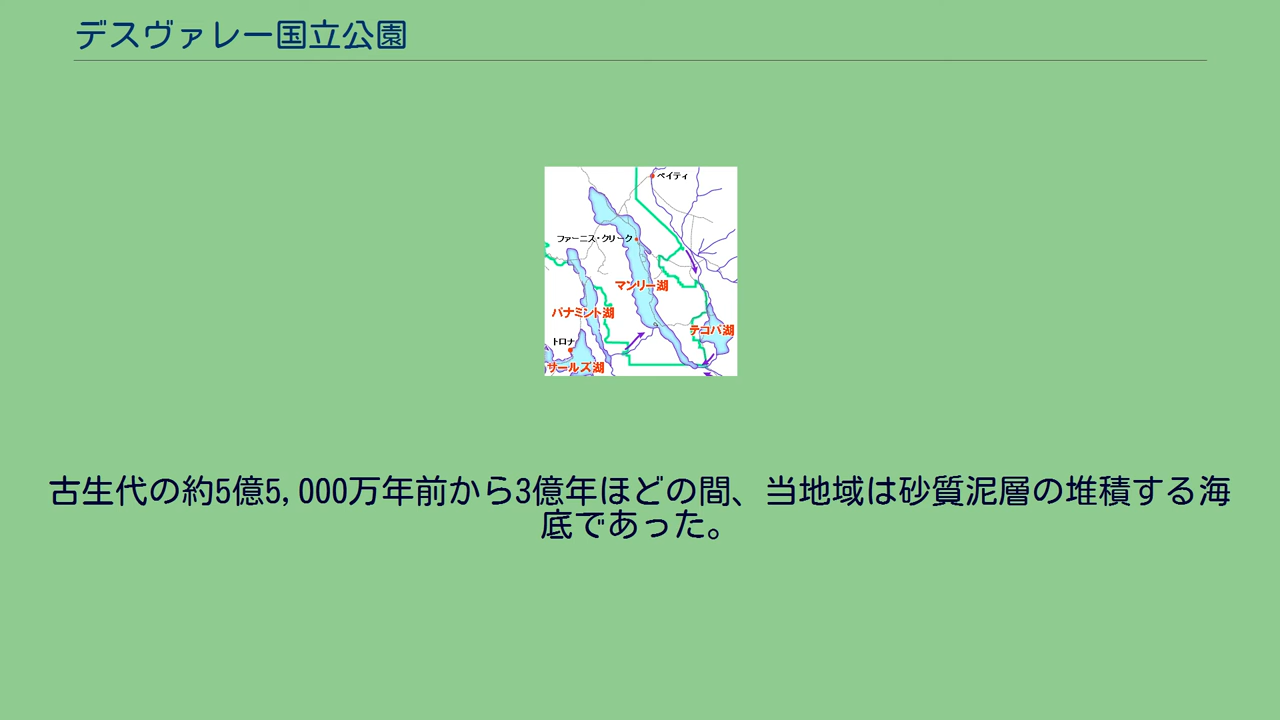 デスヴァレー国立公園
ベイティ
ファーニス・クリーク
マンリー湖
パナミント湖
テコパ湖
トロナ
サールズ湖
古生代の約5億5,000万年前から3億年ほどの間、当地域は砂質泥層の堆積する海
底であった。